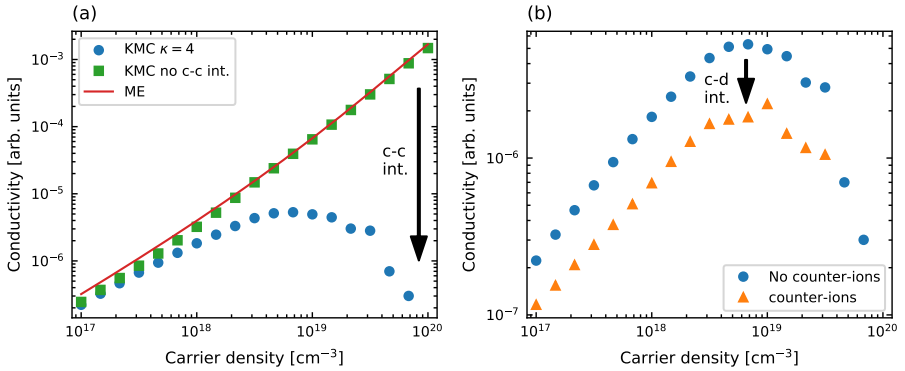 (a)
KMC κ = 4
KMC no c-c int.
ME
c-c
int.
10⁻³
10⁻⁴
10⁻⁵
10⁻⁶
Conductivity [arb. units]
10¹⁷
10¹⁸
10¹⁹
10²⁰
Carrier density [cm⁻³]
(b)
c-d
int.
10⁻⁶
10⁻⁷
Conductivity [arb. units]
No counter-ions
counter-ions
10¹⁷
10¹⁸
10¹⁹
10²⁰
Carrier density [cm⁻³]